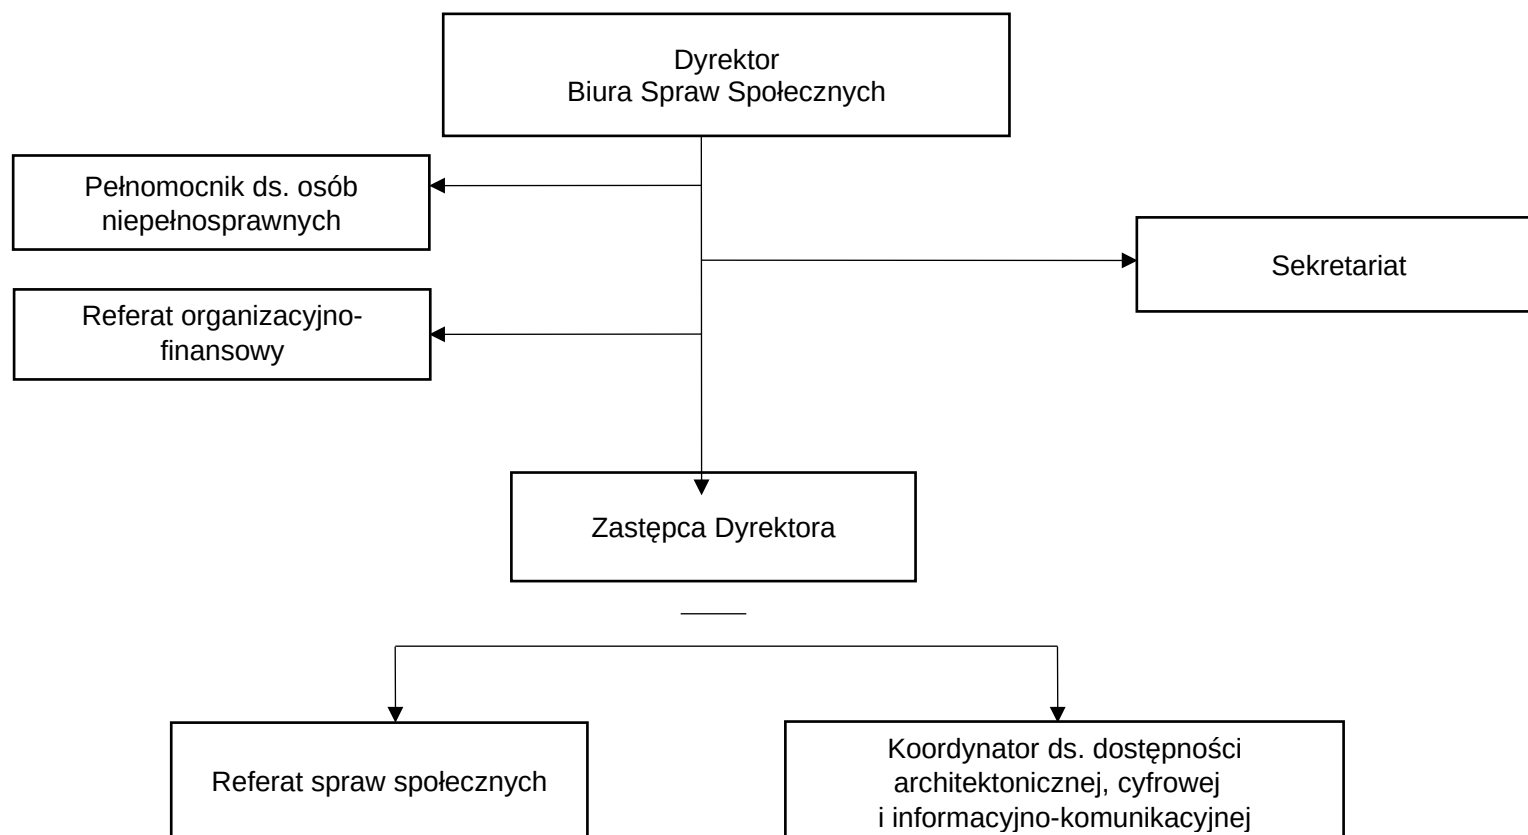 Dyrektor
Biura Spraw Społecznych
Pełnomocnik ds. osób
niepełnosprawnych
Sekretariat
Referat organizacyjno-
finansowy
Zastępca Dyrektora
Referat spraw społecznych
Koordynator ds. dostępności
architektonicznej, cyfrowej
i informacyjno-komunikacyjnej